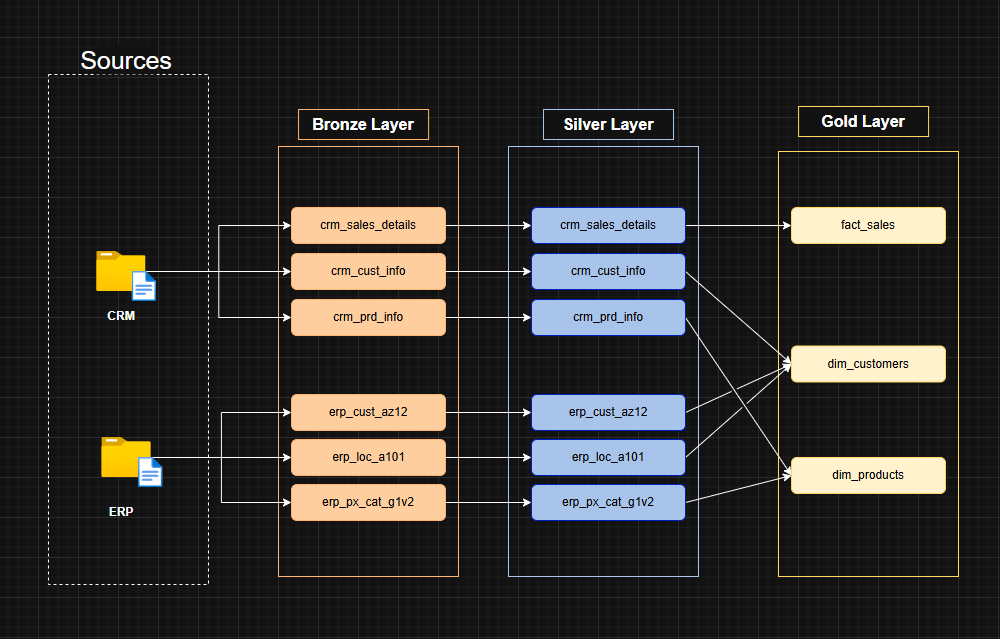 Sources
Bronze Layer
Silver Layer
Gold Layer
crm_sales_details
crm_sales_details
fact_sales
crm_cust_info
crm_cust_info
CRM
crm_prd_info
crm_prd_info
dim_customers
erp_cust_az12
erp_cust_az12
erp_loc_a101
erp_loc_a101
dim_products
ERP
erp_px_cat_g1v2
erp_px_cat_g1v2